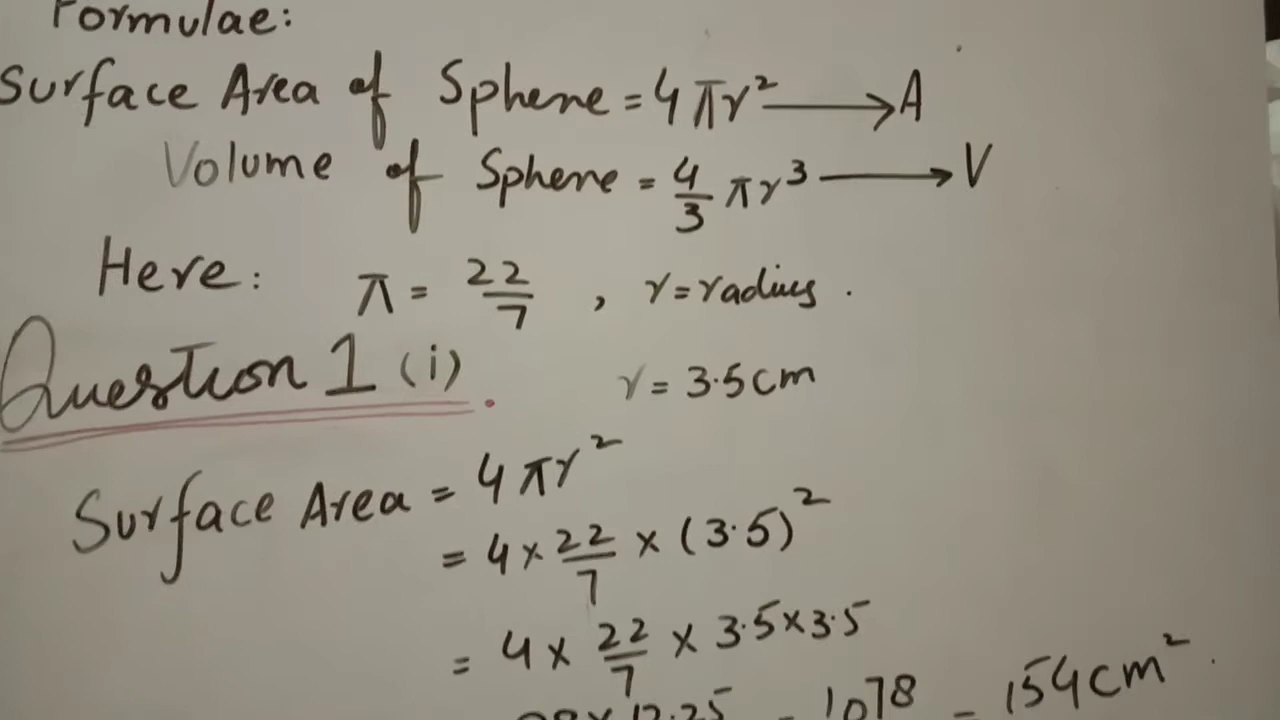 Formulae:
Surface Area of Sphere = 4πr² → A
Volume of Sphere = 4/3 πr³ → V
Here: π = 22/7 , r = radius .
Question 1 (i). r = 3.5cm
Surface Area = 4πr²
= 4 × 22/7 × (3.5)²
= 4 × 22/7 × 3.5×3.5
× 12.25 = 1078 = 154cm² .